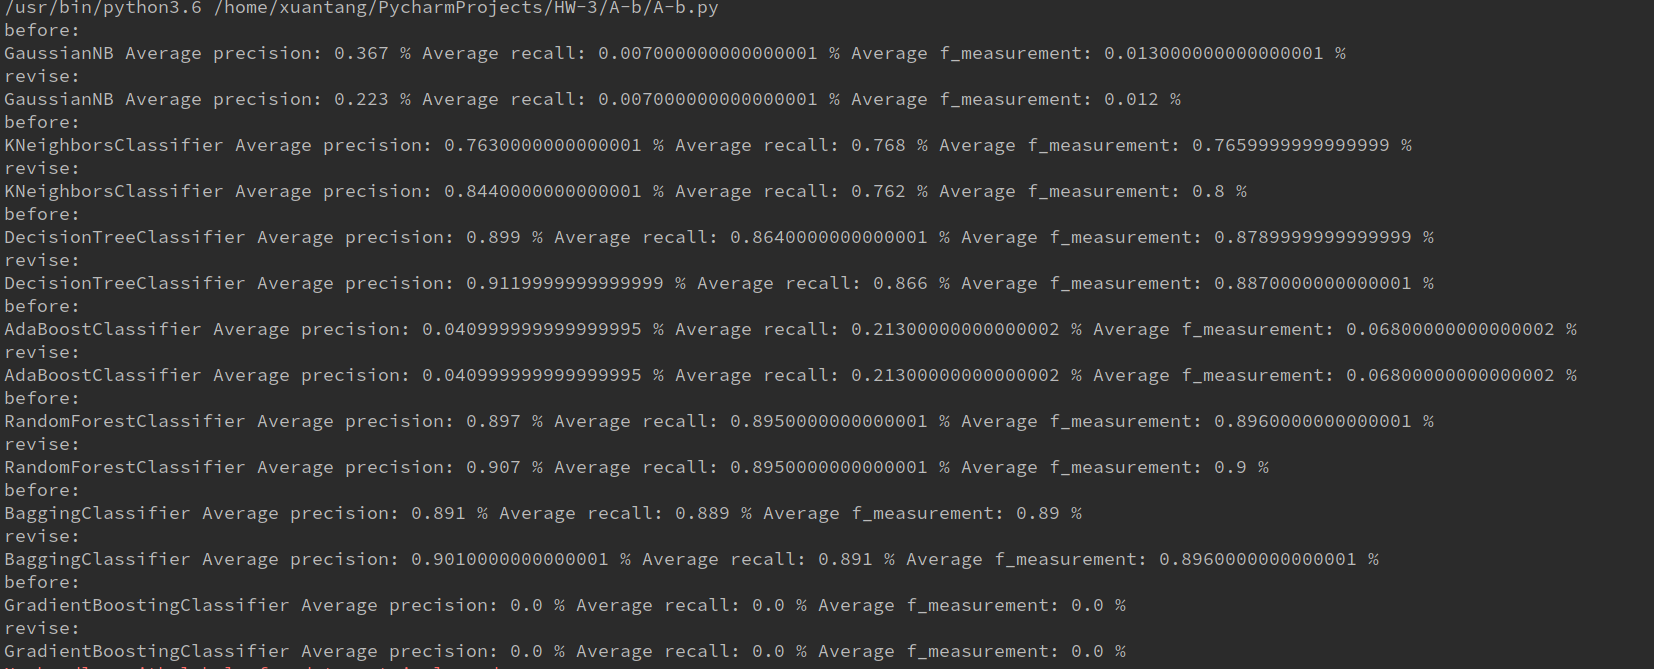 /usr/bin/python3.6 /home/xuantang/PycharmProjects/HW-3/A-b/A-b.py
before:
GaussianNB Average precision: 0.367 % Average recall: 0.007000000000000001 % Average f_measurement: 0.013000000000000001 %
revise:
GaussianNB Average precision: 0.223 % Average recall: 0.007000000000000001 % Average f_measurement: 0.012 %
before:
KNeighborsClassifier Average precision: 0.7630000000000001 % Average recall: 0.768 % Average f_measurement: 0.7659999999999999 %
revise:
KNeighborsClassifier Average precision: 0.8440000000000001 % Average recall: 0.762 % Average f_measurement: 0.8 %
before:
DecisionTreeClassifier Average precision: 0.899 % Average recall: 0.8640000000000001 % Average f_measurement: 0.8789999999999999 %
revise:
DecisionTreeClassifier Average precision: 0.9119999999999999 % Average recall: 0.866 % Average f_measurement: 0.8870000000000001 %
before:
AdaBoostClassifier Average precision: 0.040999999999999995 % Average recall: 0.21300000000000002 % Average f_measurement: 0.06800000000000002 %
revise:
AdaBoostClassifier Average precision: 0.040999999999999995 % Average recall: 0.21300000000000002 % Average f_measurement: 0.06800000000000002 %
before:
RandomForestClassifier Average precision: 0.897 % Average recall: 0.8950000000000001 % Average f_measurement: 0.8960000000000001 %
revise:
RandomForestClassifier Average precision: 0.907 % Average recall: 0.8950000000000001 % Average f_measurement: 0.9 %
before:
BaggingClassifier Average precision: 0.891 % Average recall: 0.889 % Average f_measurement: 0.89 %
revise:
BaggingClassifier Average precision: 0.9010000000000001 % Average recall: 0.891 % Average f_measurement: 0.8960000000000001 %
before:
GradientBoostingClassifier Average precision: 0.0 % Average recall: 0.0 % Average f_measurement: 0.0 %
revise:
GradientBoostingClassifier Average precision: 0.0 % Average recall: 0.0 % Average f_measurement: 0.0 %